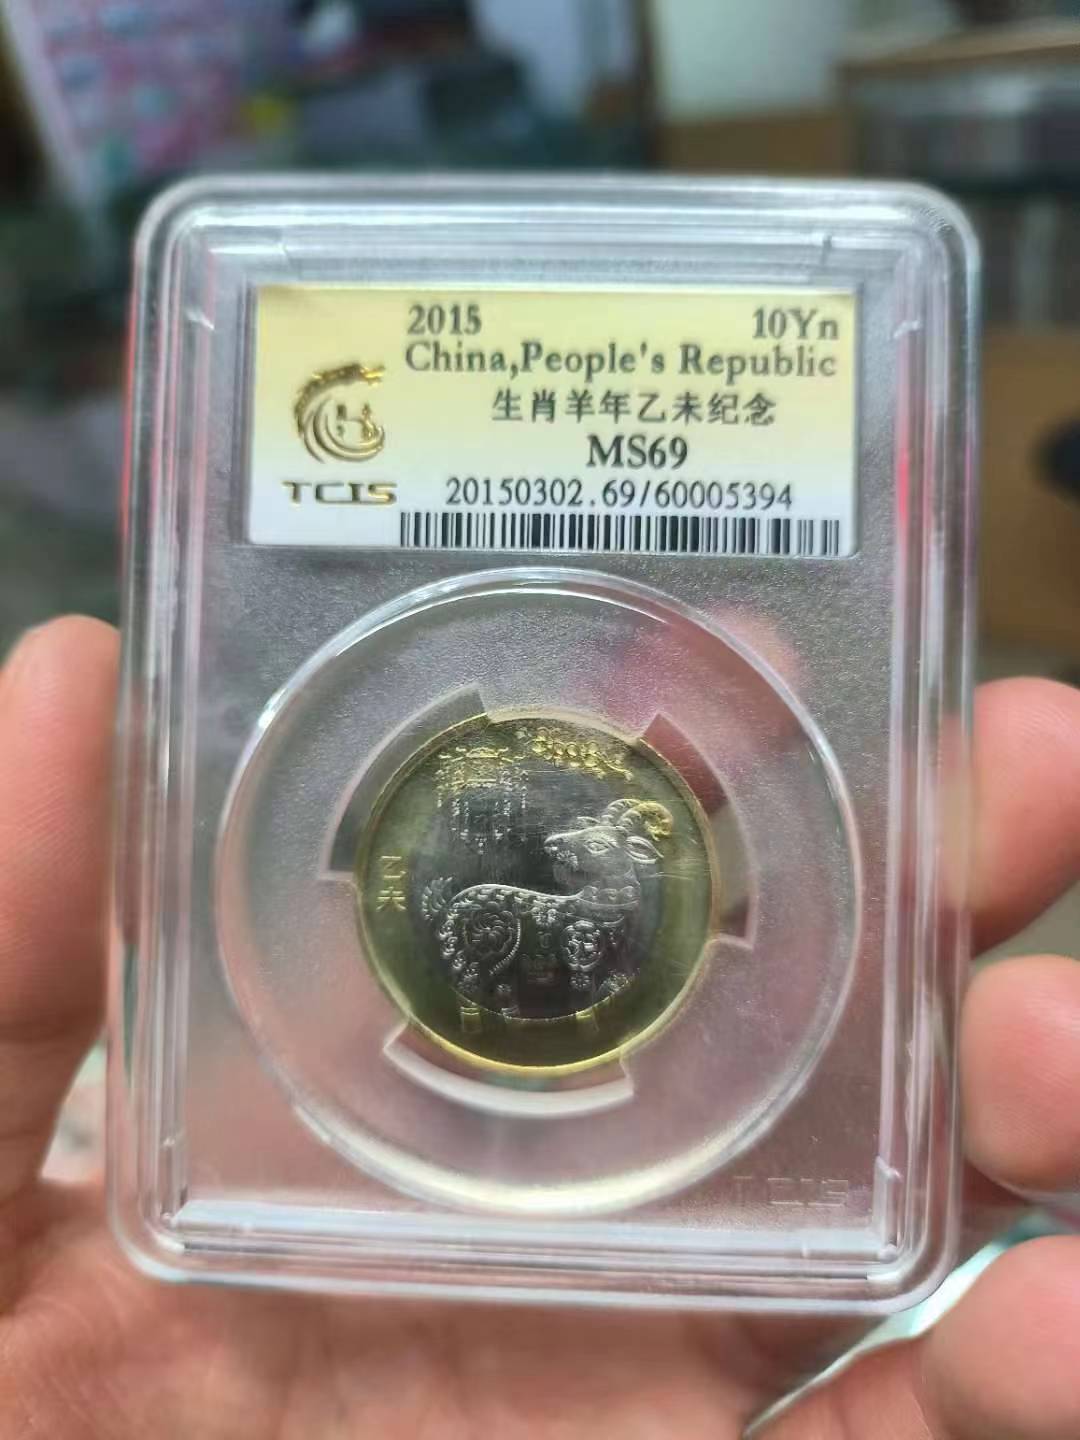 2015 10Yn
China,People's Republic
生肖羊年乙未纪念
MS69
TCIS 20150302.69/60005394
乙未
TCIS